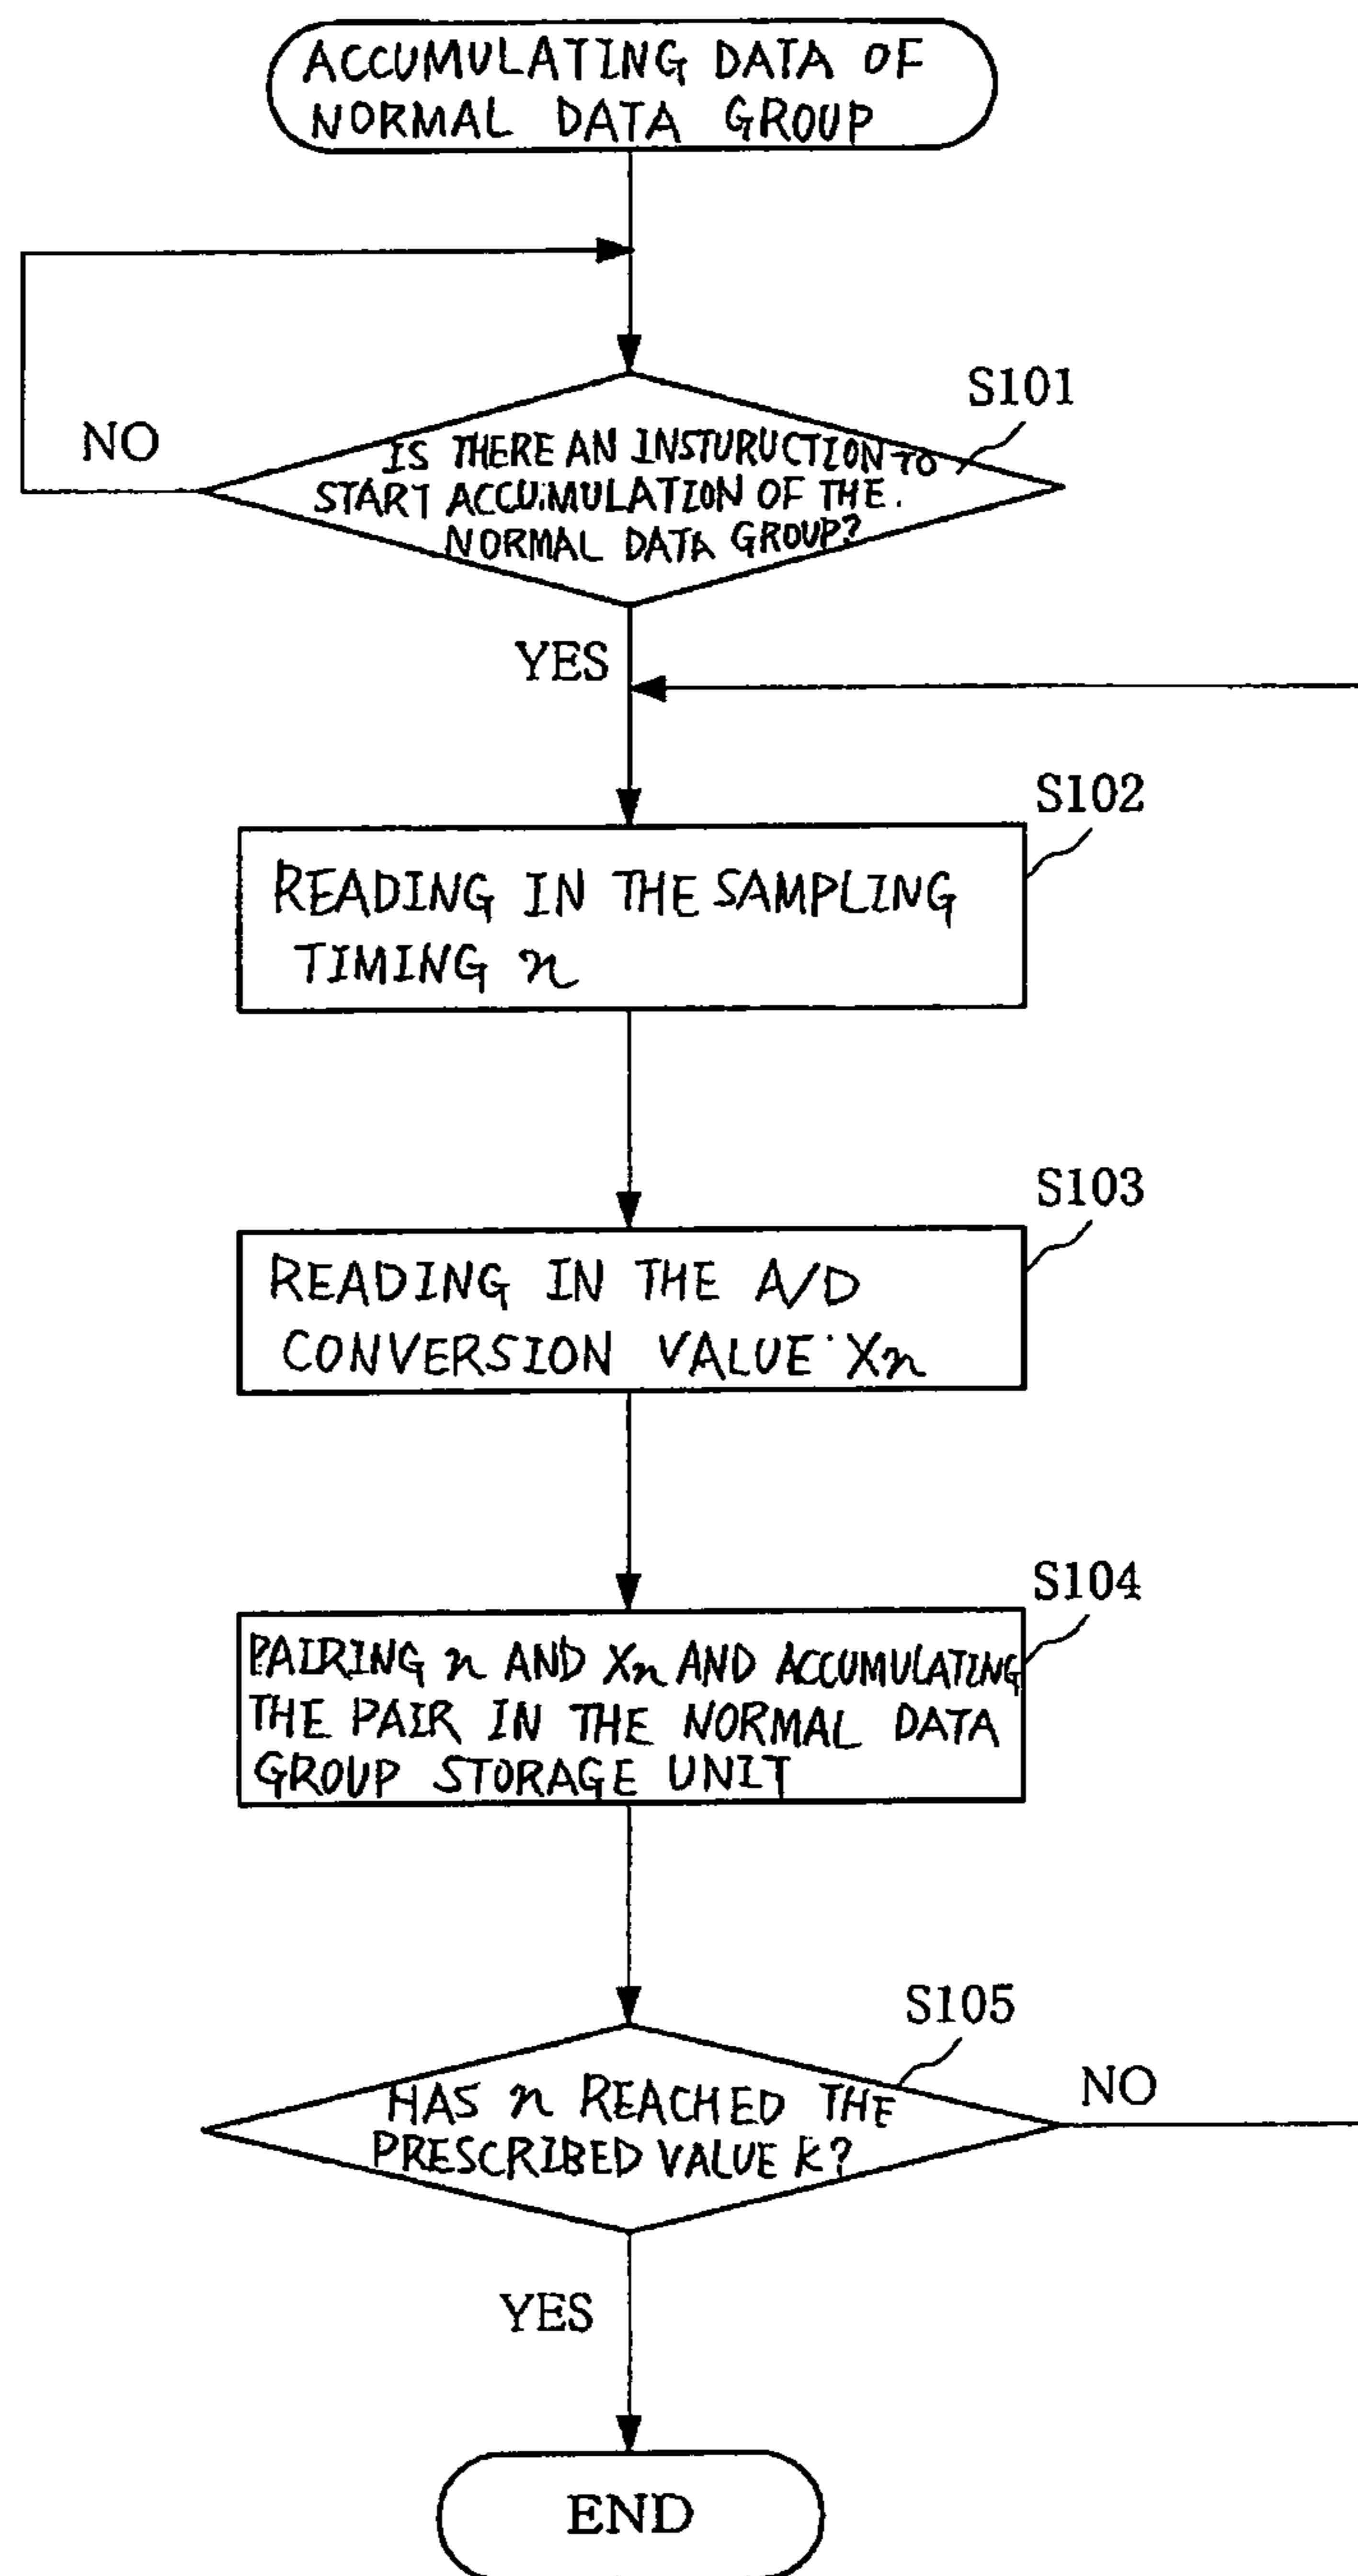 ACCUMULATING DATA OF
NORMAL DATA GROUP
S101
NO
IS THERE AN INSTURUCTION TO
START ACCUMULATION OF THE.
NORMAL DATA GROUP?
YES
S102
READING IN THE SAMPLING
TIMING n
S103
READING IN THE A/D
CONVERSION VALUE Xn
S104
PAIRING n AND Xn AND ACCUMULATING
THE PAIR IN THE NORMAL DATA
GROUP STORAGE UNIT
S105
HAS n REACHED THE
PRESCRIBED VALUE k?
NO
YES
END